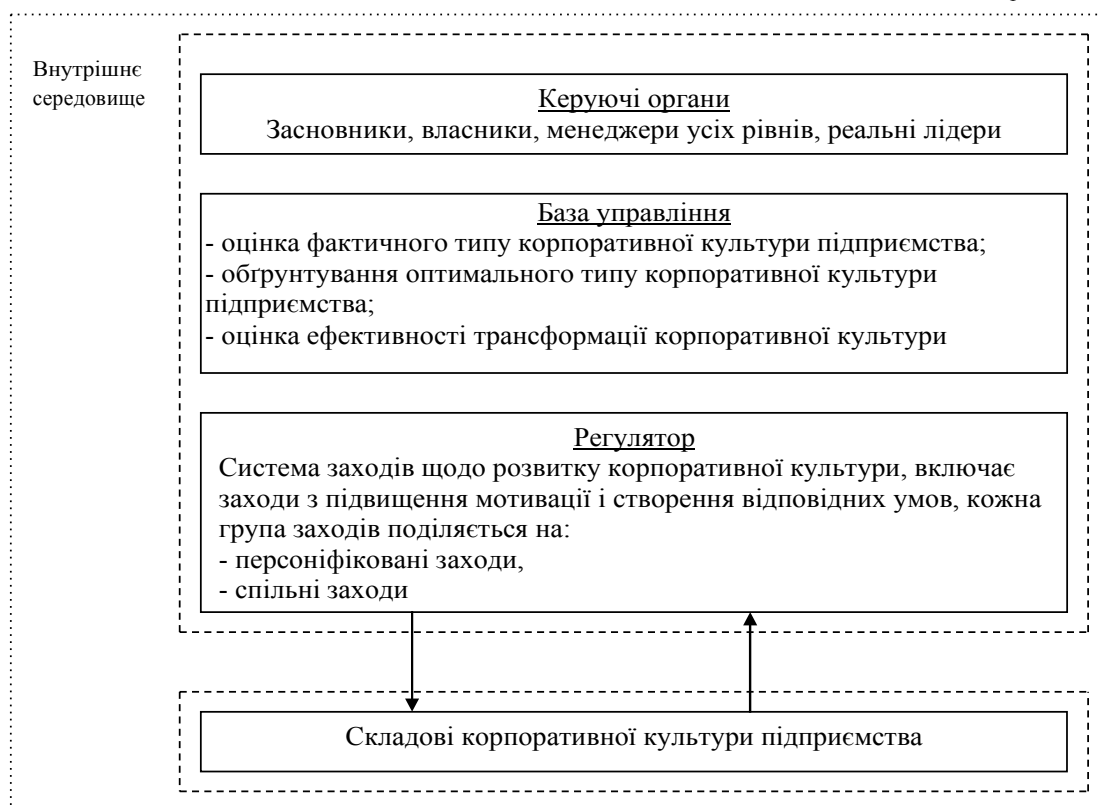 Внутрішнє
середовище
Керуючі органи
Засновники, власники, менеджери усіх рівнів, реальні лідери
База управління
- оцінка фактичного типу корпоративної культури підприємства;
- обґрунтування оптимального типу корпоративної культури
підприємства;
- оцінка ефективності трансформації корпоративної культури
Регулятор
Система заходів щодо розвитку корпоративної культури, включає
заходи з підвищення мотивації і створення відповідних умов, кожна
група заходів поділяється на:
- персоніфіковані заходи,
- спільні заходи
Складові корпоративної культури підприємства